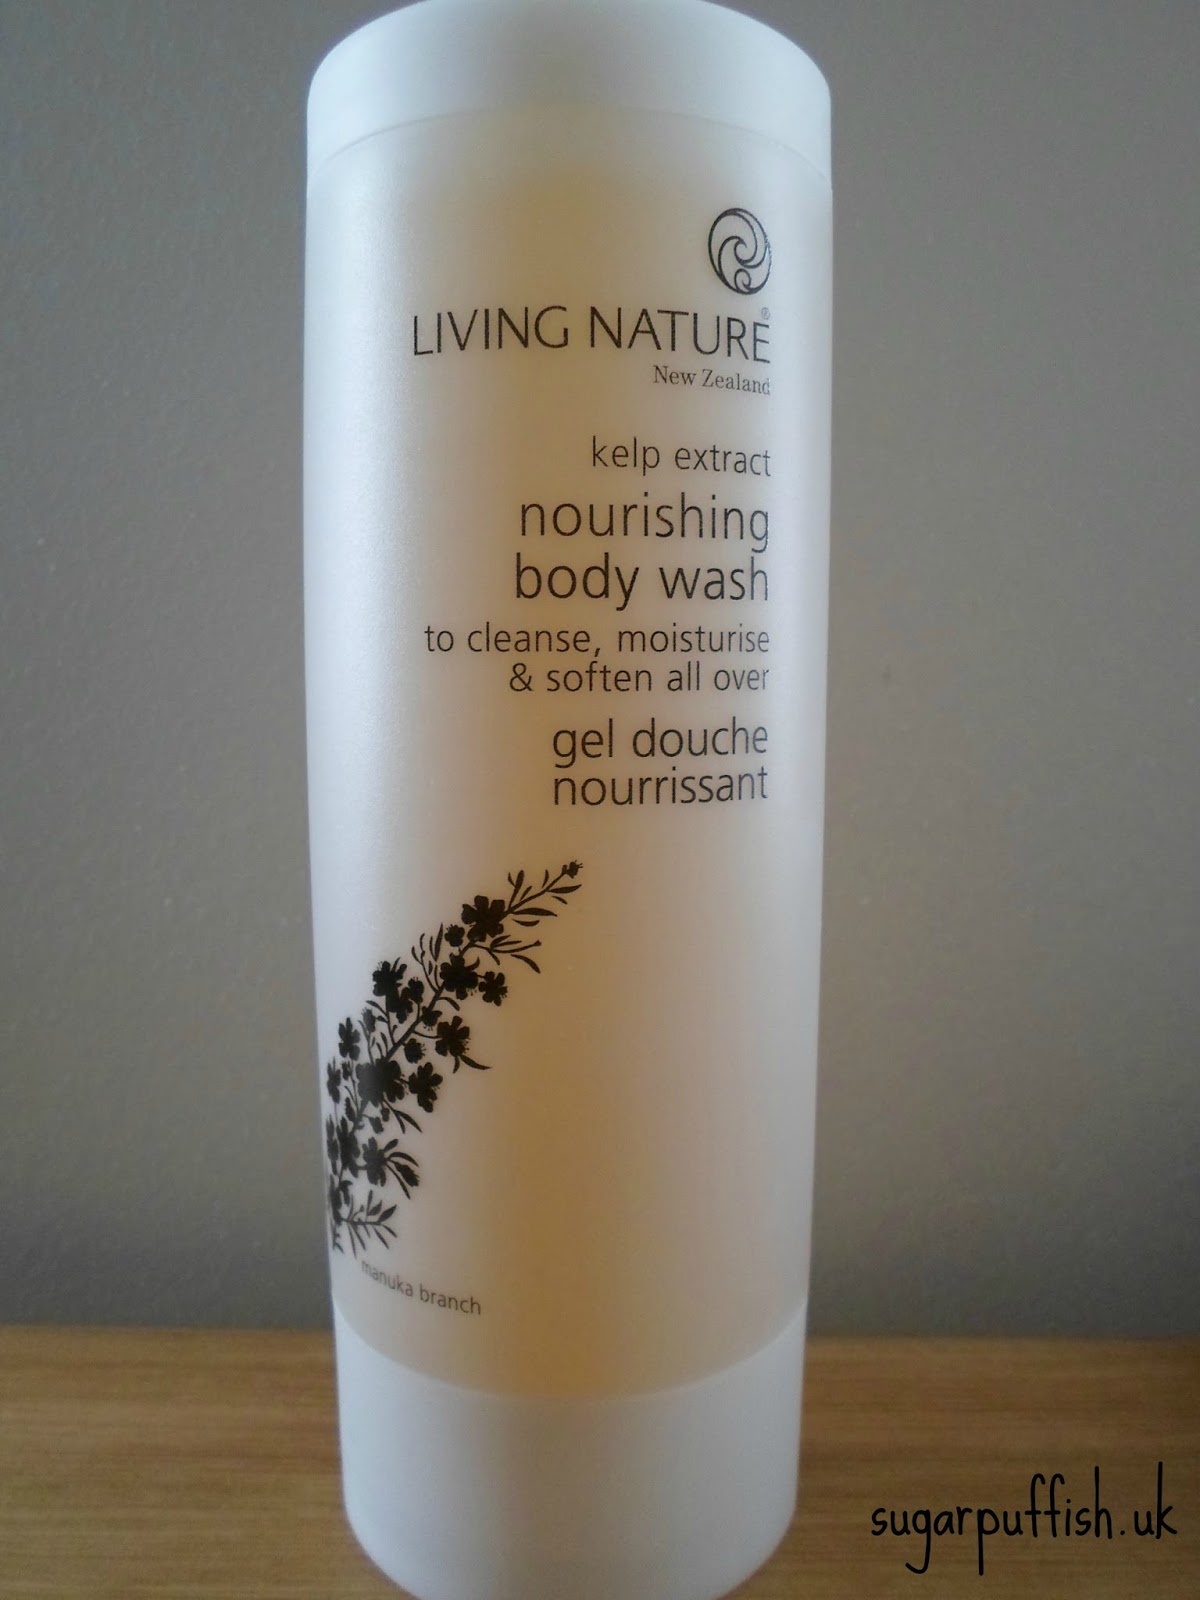 LIVING NATURE®
New Zealand
kelp extract
nourishing
body wash
to cleanse, moisturise
& soften all over
gel douche
nourrissant
manuka branch
sugarpuffish.uk